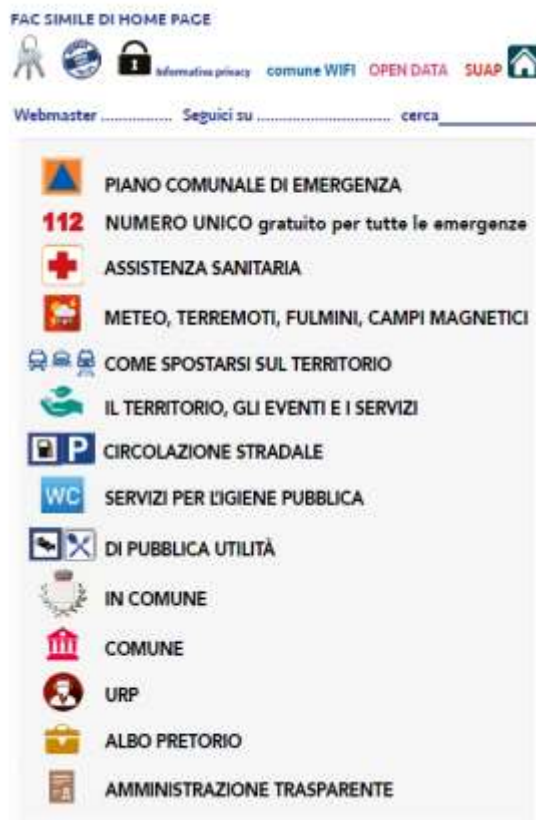 FAC SIMILE DI HOME PAGE
Informativa privacy comune WIFI OPEN DATA SUAP
Webmaster ................ Seguici su .............................. cerca____________
PIANO COMUNALE DI EMERGENZA
112 NUMERO UNICO gratuito per tutte le emergenze
ASSISTENZA SANITARIA
METEO, TERREMOTI, FULMINI, CAMPI MAGNETICI
COME SPOSTARSI SUL TERRITORIO
IL TERRITORIO, GLI EVENTI E I SERVIZI
P CIRCOLAZIONE STRADALE
WC SERVIZI PER L'IGIENE PUBBLICA
DI PUBBLICA UTILITÀ
IN COMUNE
COMUNE
URP
ALBO PRETORIO
AMMINISTRAZIONE TRASPARENTE